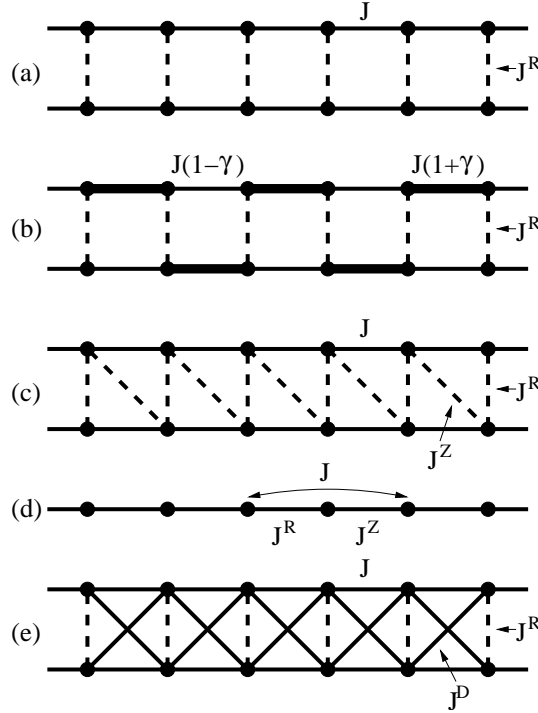 J
(a)
J^R
J(1−γ) J(1+γ)
(b)
J^R
J
(c)
J^R
J^Z
J
(d)
J^R J^Z
J
(e)
J^R
J^D